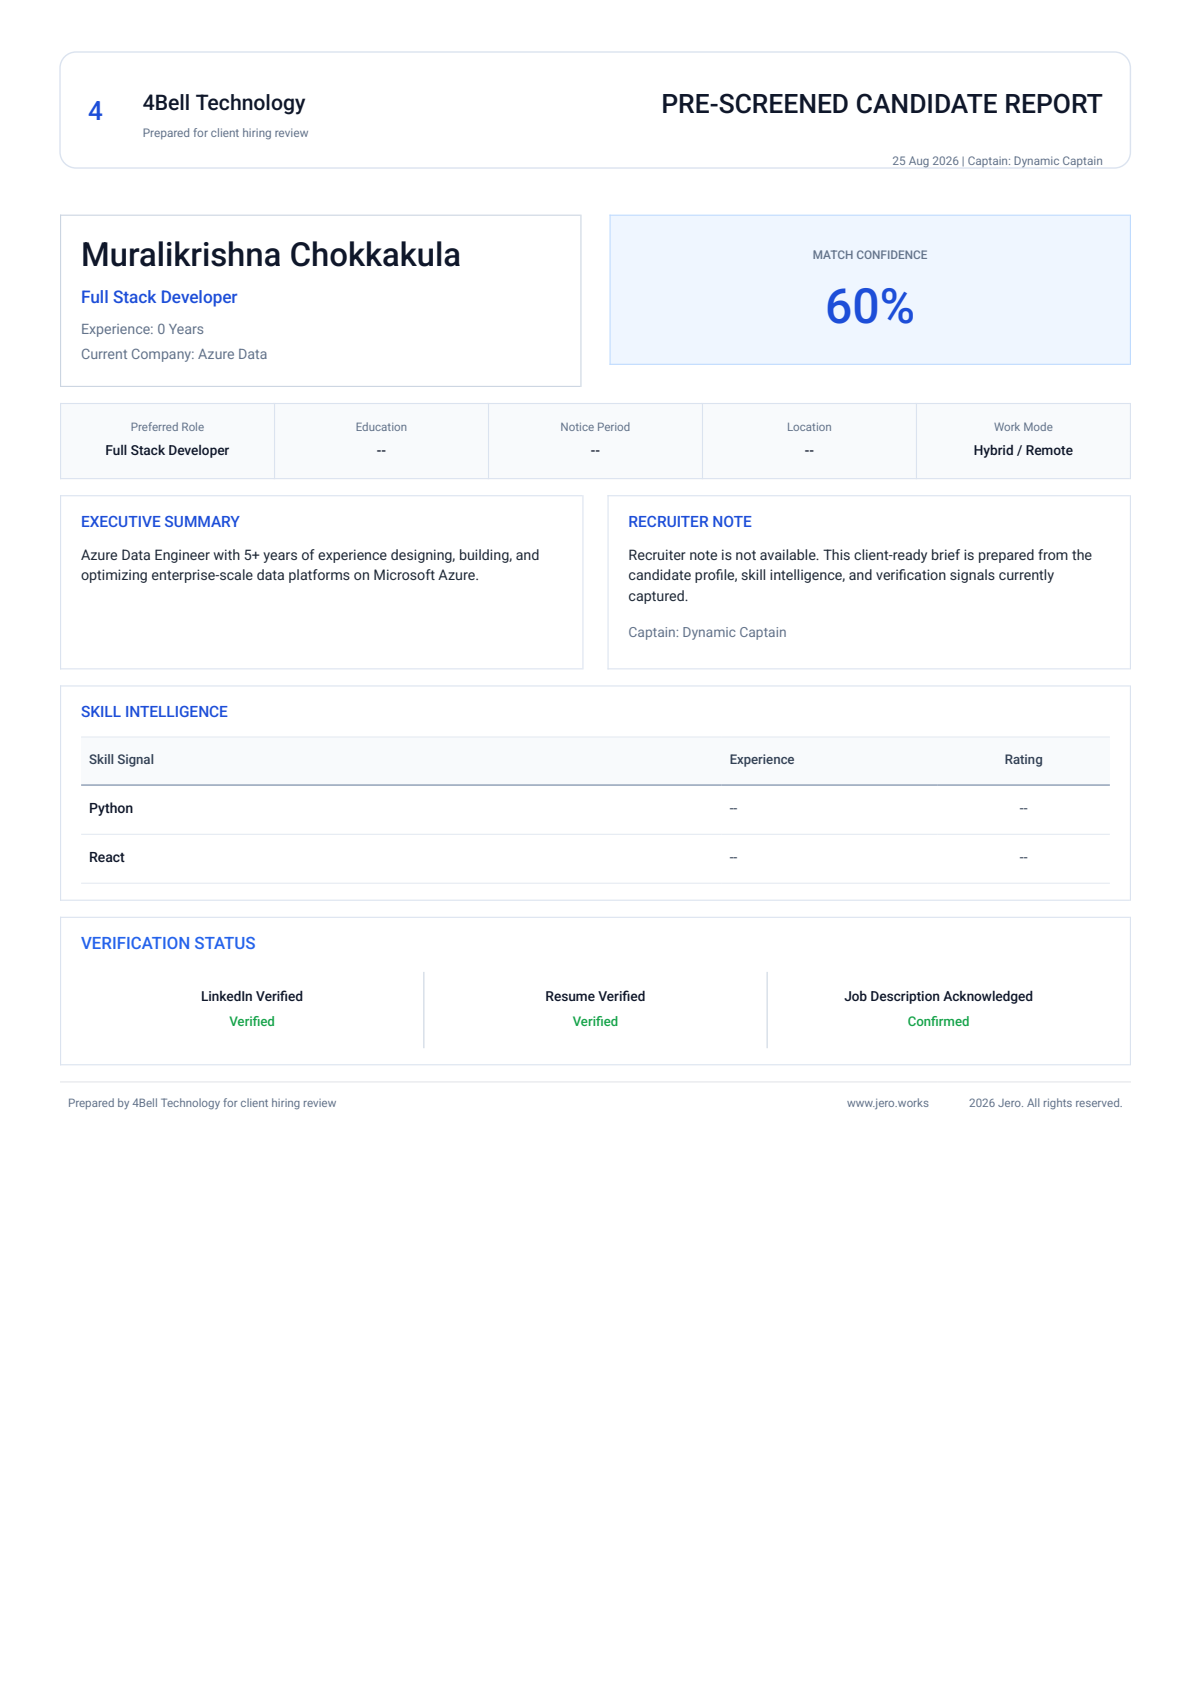 4
4Bell Technology
Prepared for client hiring review
PRE-SCREENED CANDIDATE REPORT
25 Aug 2026 | Captain: Dynamic Captain
Muralikrishna Chokkakula
Full Stack Developer
Experience: 0 Years
Current Company: Azure Data
MATCH CONFIDENCE
60%
Preferred Role
Full Stack Developer
Education
--
Notice Period
--
Location
--
Work Mode
Hybrid / Remote
EXECUTIVE SUMMARY
Azure Data Engineer with 5+ years of experience designing, building, and
optimizing enterprise-scale data platforms on Microsoft Azure.
RECRUITER NOTE
Recruiter note is not available. This client-ready brief is prepared from the
candidate profile, skill intelligence, and verification signals currently
captured.
Captain: Dynamic Captain
SKILL INTELLIGENCE
Skill Signal Experience Rating
Python -- --
React -- --
VERIFICATION STATUS
LinkedIn Verified
Verified
Resume Verified
Verified
Job Description Acknowledged
Confirmed
Prepared by 4Bell Technology for client hiring review
www.jero.works
2026 Jero. All rights reserved.